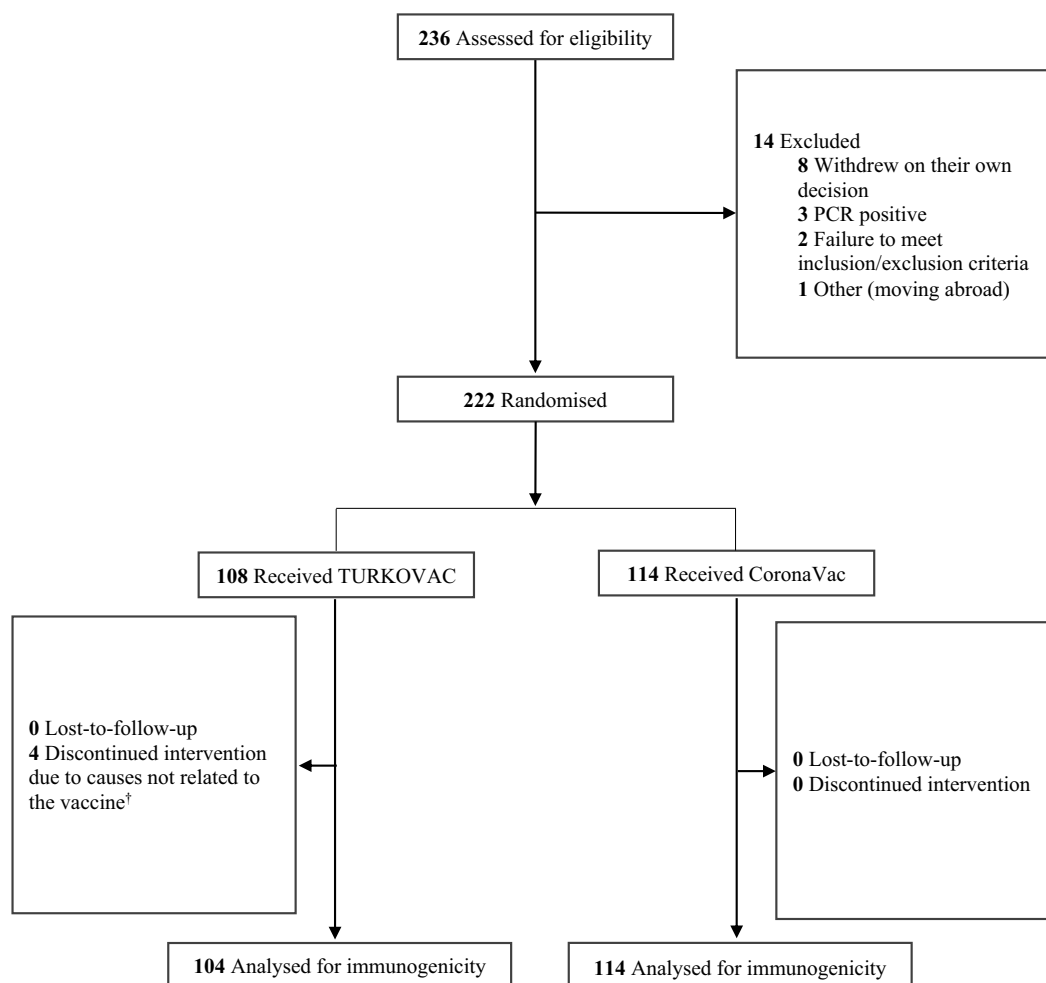 236 Assessed for eligibility
14 Excluded
8 Withdrew on their own
decision
3 PCR positive
2 Failure to meet
inclusion/exclusion criteria
1 Other (moving abroad)
222 Randomised
108 Received TURKOVAC
114 Received CoronaVac
0 Lost-to-follow-up
4 Discontinued intervention
due to causes not related to
the vaccine†
0 Lost-to-follow-up
0 Discontinued intervention
104 Analysed for immunogenicity
114 Analysed for immunogenicity